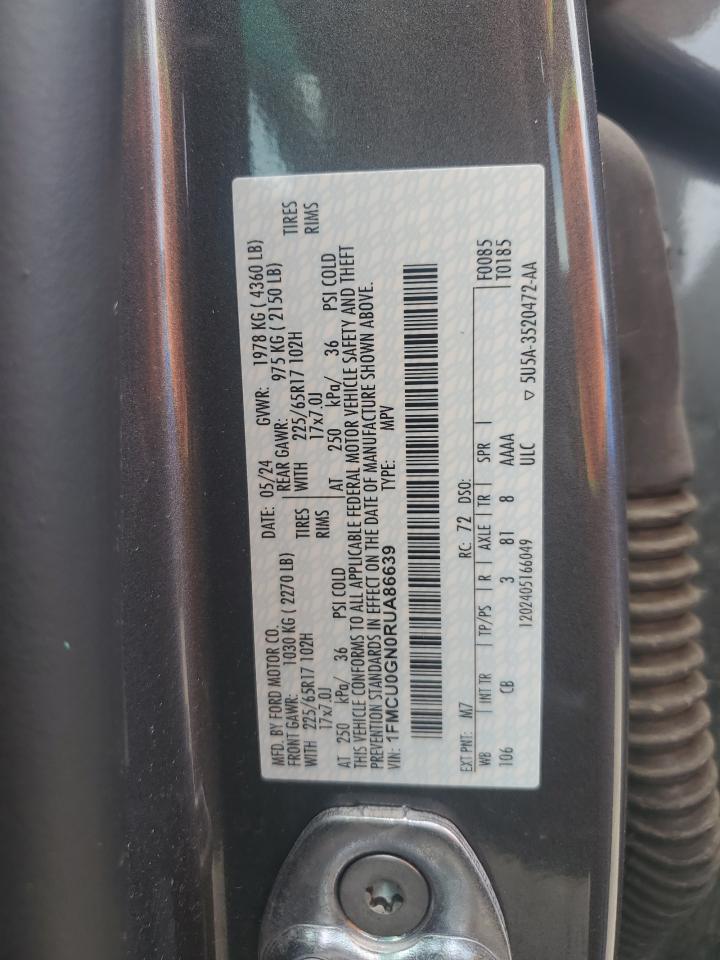 MFD. BY FORD MOTOR CO.
DATE: 05/24 GVWR: 1978 KG ( 4360 LB)
FRONT GAWR: 1030 KG ( 2270 LB) REAR GAWR: 975 KG ( 2150 LB)
WITH 225/65R17 102H TIRES WITH 225/65R17 102H TIRES
17x7.0J RIMS 17x7.0J RIMS
AT 250 kPa/ 36 PSI COLD AT 250 kPa/ 36 PSI COLD
THIS VEHICLE CONFORMS TO ALL APPLICABLE FEDERAL MOTOR VEHICLE SAFETY AND THEFT
PREVENTION STANDARDS IN EFFECT ON THE DATE OF MANUFACTURE SHOWN ABOVE.
VIN: 1FMCU0GN0RUA86639 TYPE: MPV
EXT PNT: M7 RC: 72 DSO: F0085
WB INT TR TP/PS R AXLE TR SPR T0185
106 CB 3 81 8 AAAA
1202405166049 ULC
▽ 5U5A-3520472-AA